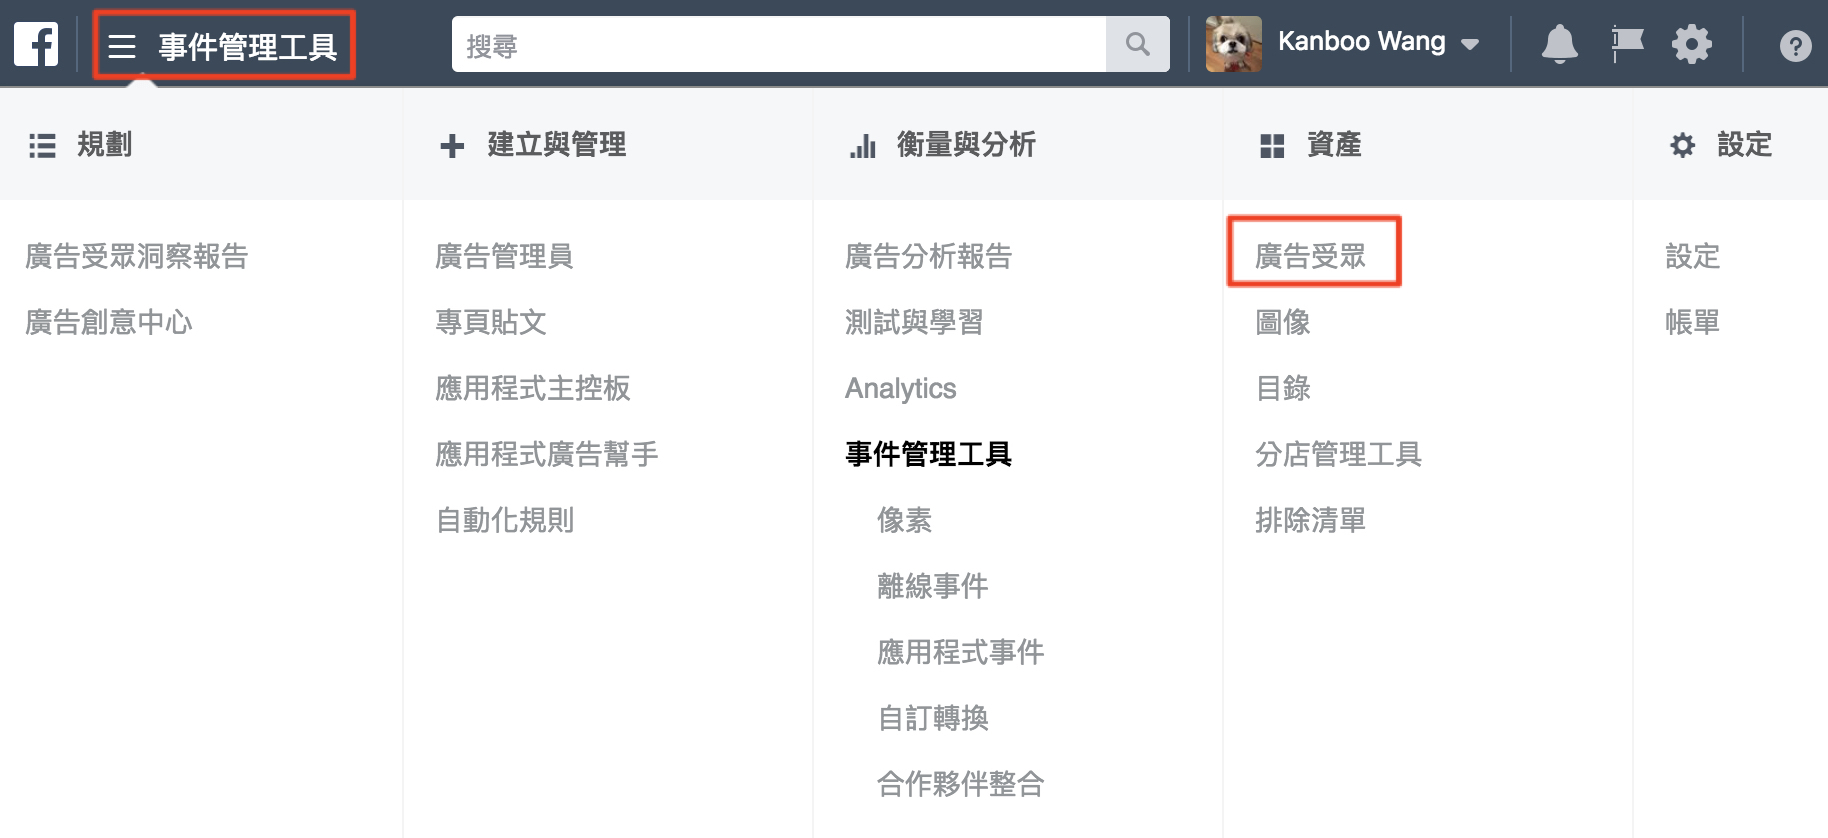 事件管理工具
搜尋
Kanboo Wang
規劃
廣告受眾洞察報告
廣告創意中心
建立與管理
廣告管理員
專頁貼文
應用程式主控板
應用程式廣告幫手
自動化規則
衡量與分析
廣告分析報告
測試與學習
Analytics
事件管理工具
像素
離線事件
應用程式事件
自訂轉換
合作夥伴整合
資產
廣告受眾
圖像
目錄
分店管理工具
排除清單
設定
設定
帳單